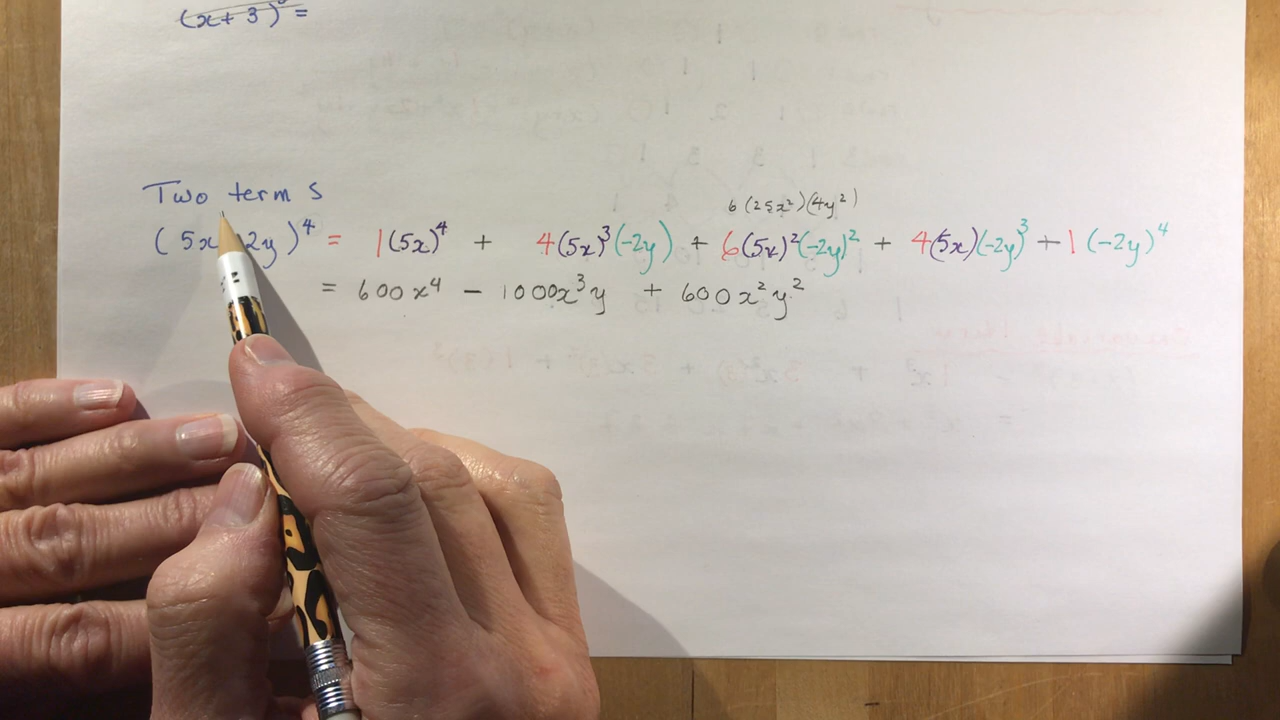 (x+3) =
Two terms
6(25x²)(4y²)
(5x 2y)⁴ = 1(5x)⁴ + 4(5x)³(-2y) + 6(5x)²(-2y)² + 4(5x)(-2y)³ + 1(-2y)⁴
= 600x⁴ - 1000x³y + 600x²y²